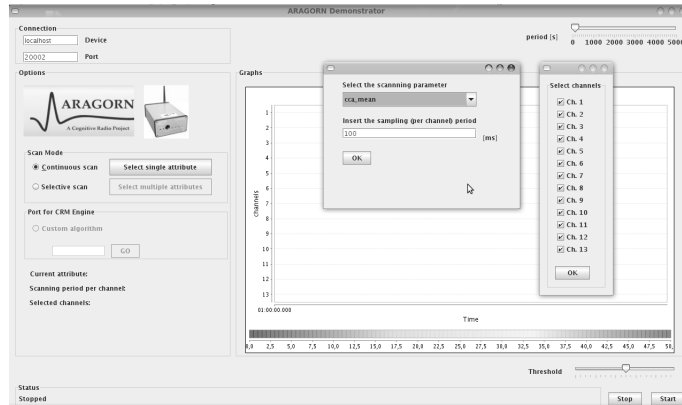 ARAGORN Demonstrator
Connection
localhost Device
20002 Port
period [s]
0 1000 2000 3000 4000 5000
Options
ARAGORN
A Cognitive Radio Project
Scan Mode
Continuous scan Select single attribute
Selective scan Select multiple attributes
Port for CRM Engine
Custom algorithm
GO
Current attribute:
Scanning period per channel:
Selected channels:
Graphs
channels
1
2
3
4
5
6
7
8
9
10
11
12
13
01:00:00.000
Time
0,0 2,5 5,0 7,5 10,0 12,5 15,0 17,5 20,0 22,5 25,0 27,5 30,0 32,5 35,0 37,5 40,0 42,5 45,0 47,5 50,
Select the scannning parameter
cca_mean
Insert the sampling (per channel) period
100 [ms]
OK
Select channels
Ch. 1
Ch. 2
Ch. 3
Ch. 4
Ch. 5
Ch. 6
Ch. 7
Ch. 8
Ch. 9
Ch. 10
Ch. 11
Ch. 12
Ch. 13
OK
Threshold
Status
Stopped
Stop Start